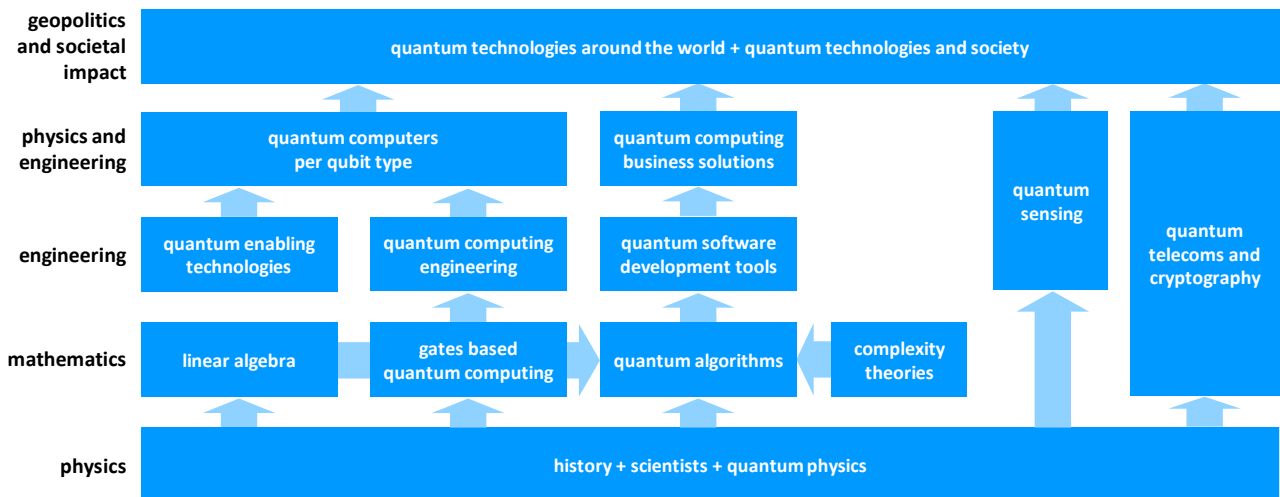 geopolitics
and societal
impact
quantum technologies around the world + quantum technologies and society
physics and
engineering
quantum computers
per qubit type
quantum computing
business solutions
quantum
sensing
quantum
telecoms and
cryptography
engineering
quantum enabling
technologies
quantum computing
engineering
quantum software
development tools
mathematics
linear algebra
gates based
quantum computing
quantum algorithms
complexity
theories
physics
history + scientists + quantum physics